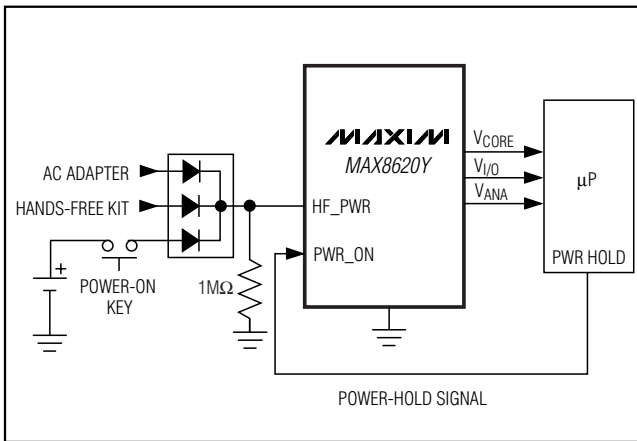 MAXIM
MAX8620Y
AC ADAPTER
HANDS-FREE KIT
+
POWER-ON
KEY
1MΩ
HF_PWR
PWR_ON
VCORE
VI/O
VANA
µP
PWR HOLD
POWER-HOLD SIGNAL